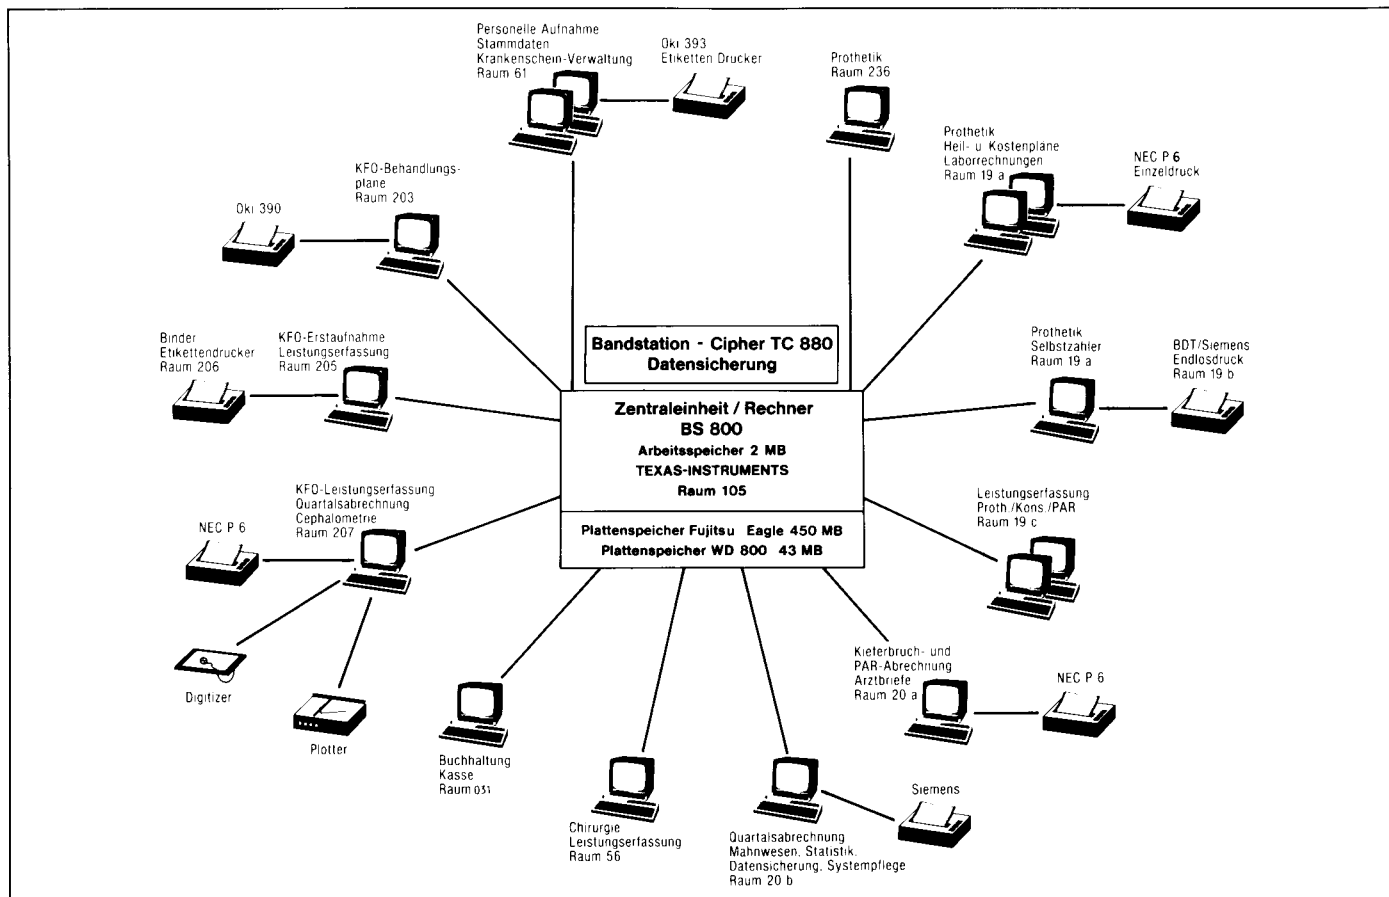 Personelle Aufnahme
Stammdaten
Krankenschein-Verwaltung
Raum 61
Oki 393
Etiketten Drucker
Prothetik
Raum 236
Prothetik
Heil- u Kostenpläne
Laborrechnungen
Raum 19 a
NEC P 6
Einzeldruck
KFO-Behandlungs-
pläne
Raum 203
Oki 390
Binder
Etikettendrucker
Raum 206
KFO-Erstaufnahme
Leistungserfassung
Raum 205
Bandstation - Cipher TC 880
Datensicherung
Zentraleinheit / Rechner
BS 800
Arbeitsspeicher 2 MB
TEXAS-INSTRUMENTS
Raum 105
Plattenspeicher Fujitsu Eagle 450 MB
Plattenspeicher WD 800 43 MB
Prothetik
Selbstzahler
Raum 19 a
BDT/Siemens
Endlosdruck
Raum 19 b
KFO-Leistungserfassung
Quartalsabrechnung
Cephalometrie
Raum 207
NEC P 6
Digitizer
Plotter
Leistungserfassung
Proth./Kons./PAR
Raum 19 c
Kieferbruch- und
PAR-Abrechnung
Arztbriefe
Raum 20 a
NEC P 6
Buchhaltung
Kasse
Raum 031
Chirurgie
Leistungserfassung
Raum 56
Quartalsabrechnung
Mahnwesen, Statistik,
Datensicherung, Systempflege
Raum 20 b
Siemens